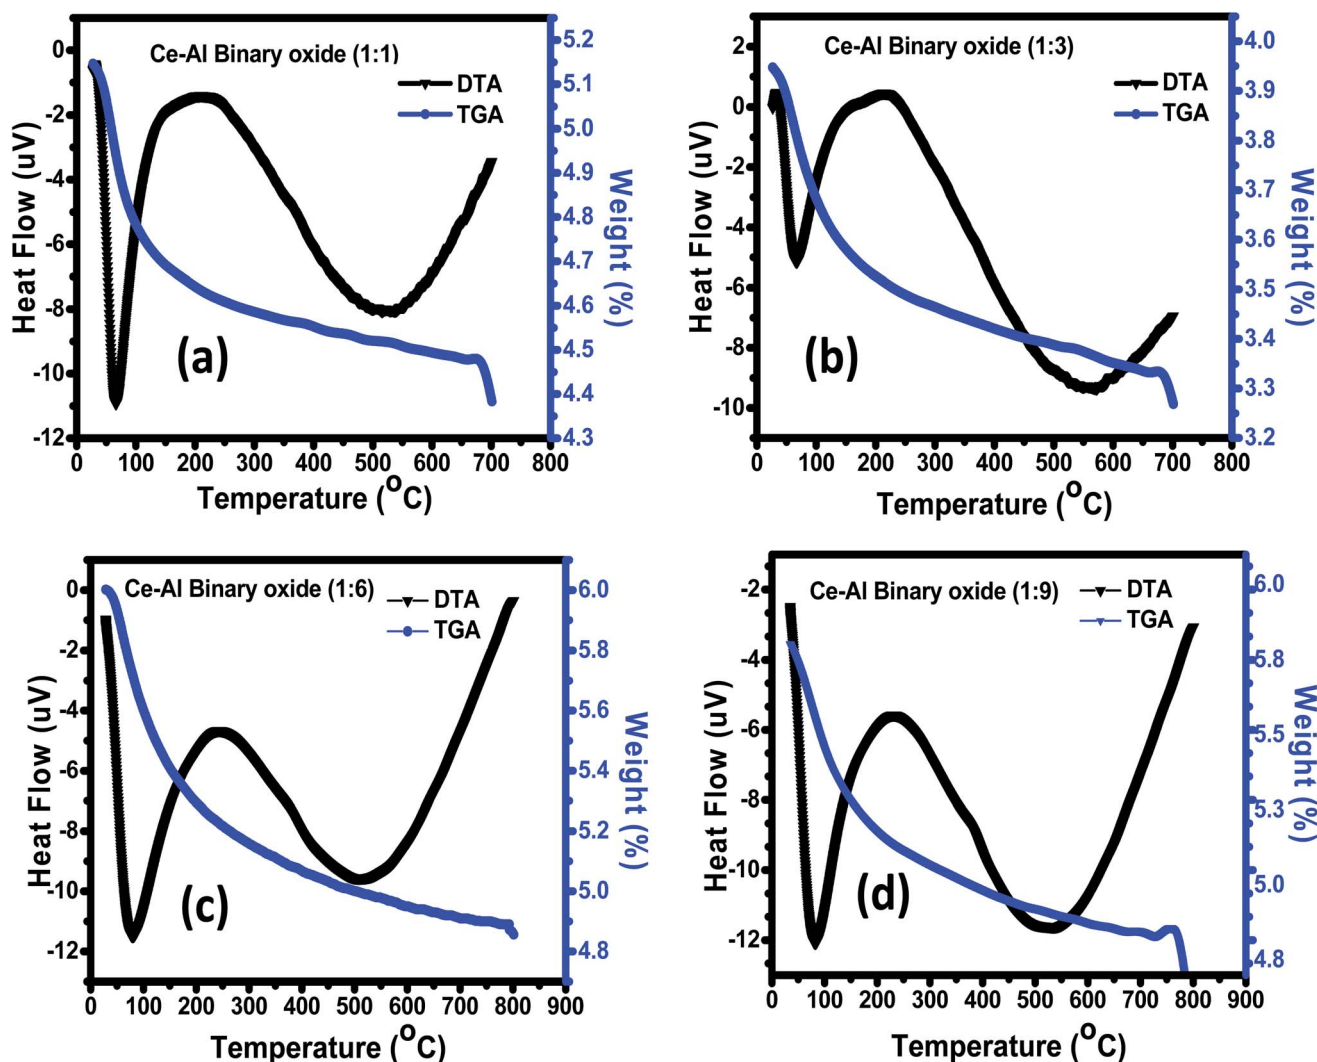 Ce-Al Binary oxide (1:1)
DTA
TGA
Heat Flow (uV)
0
-2
-4
-6
-8
-10
-12
5.2
5.1
5.0
4.9
4.8
4.7
4.6
4.5
4.4
4.3
Weight (%)
(a)
0 100 200 300 400 500 600 700 800
Temperature (°C)
Ce-Al Binary oxide (1:3)
DTA
TGA
Heat Flow (uV)
2
0
-2
-4
-6
-8
-10
4.0
3.9
3.8
3.7
3.6
3.5
3.4
3.3
3.2
Weight (%)
(b)
0 100 200 300 400 500 600 700 800
Temperature (°C)
Ce-Al Binary oxide (1:6)
DTA
TGA
Heat Flow (uV)
0
-2
-4
-6
-8
-10
-12
6.0
5.8
5.6
5.4
5.2
5.0
4.8
Weight (%)
(c)
0 100 200 300 400 500 600 700 800 900
Temperature (°C)
Ce-Al Binary oxide (1:9)
DTA
TGA
Heat Flow (uV)
-2
-4
-6
-8
-10
-12
6.0
5.8
5.5
5.3
5.0
4.8
Weight (%)
(d)
0 100 200 300 400 500 600 700 800 900
Temperature (°C)